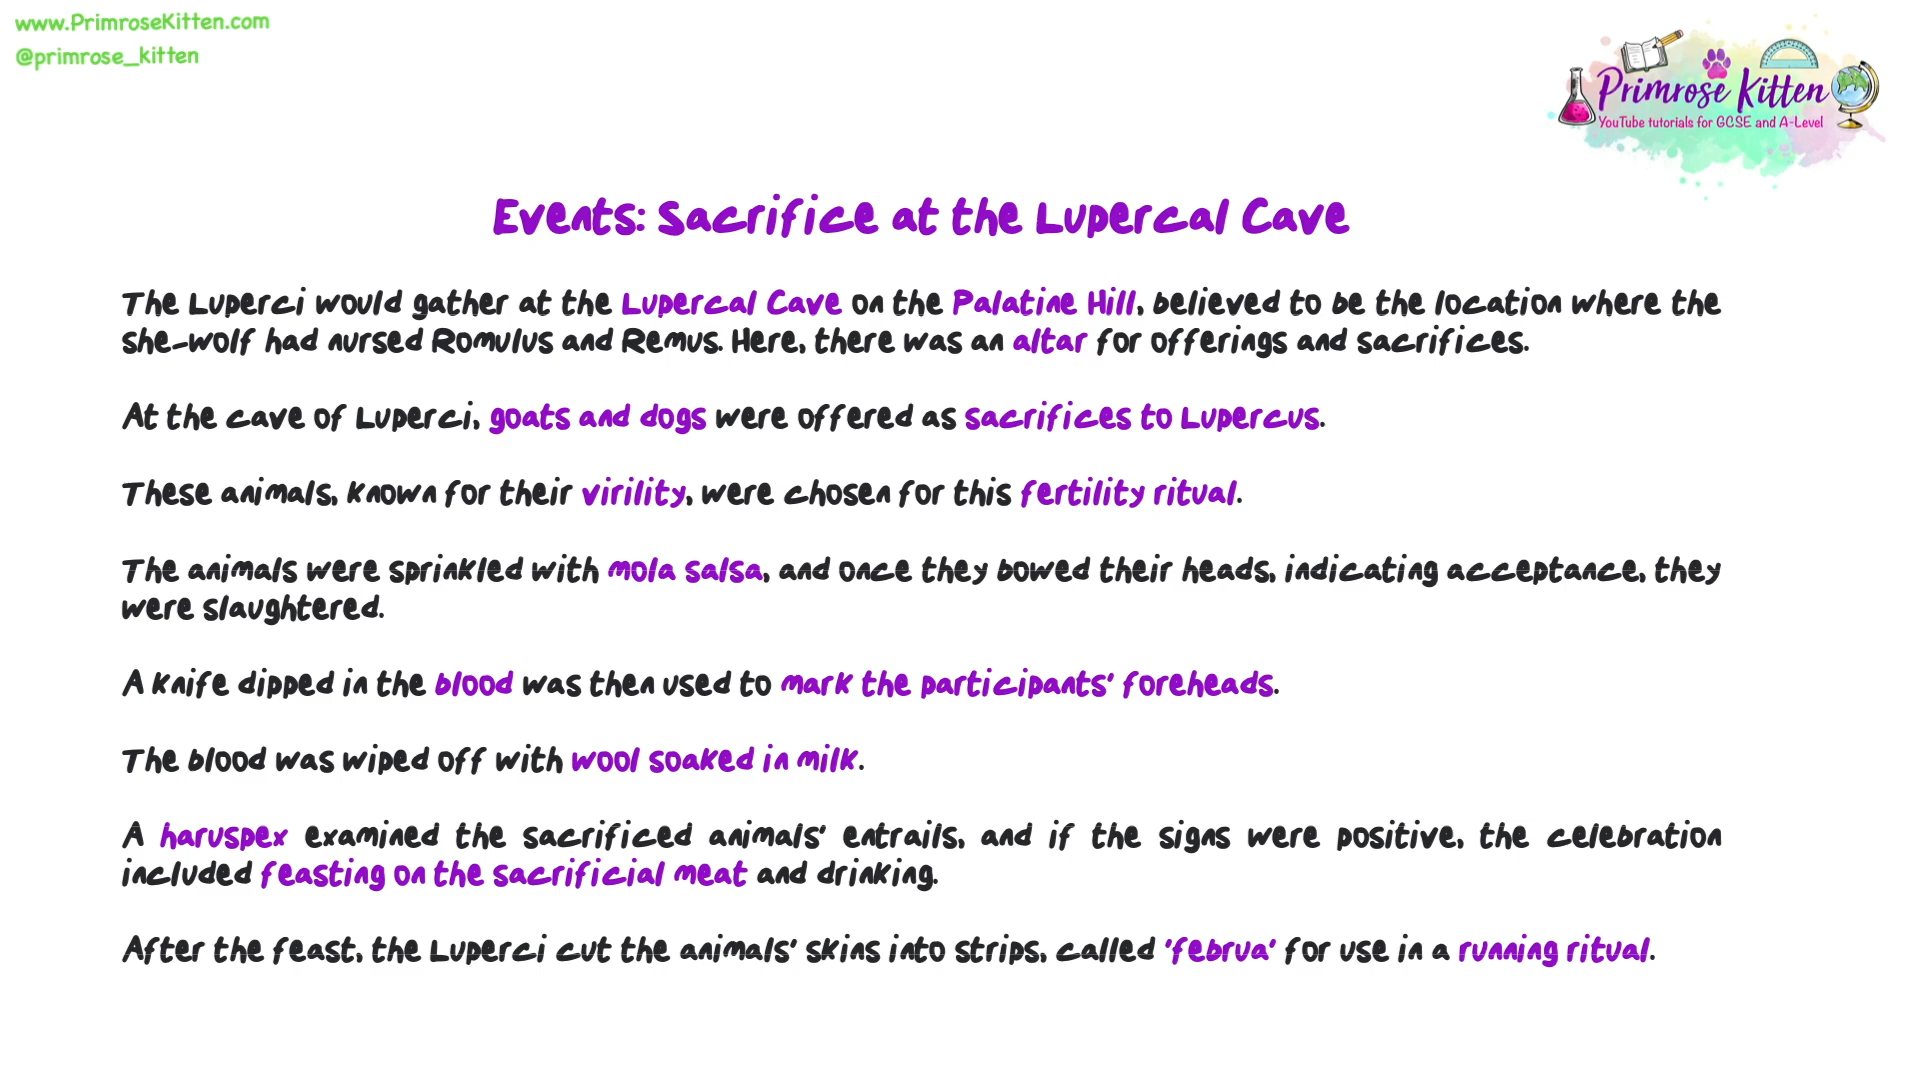 www.PrimroseKitten.com
@primrose_kitten
Primrose Kitten
YouTube tutorials for GCSE and A-Level
Events: Sacrifice at the Lupercal Cave
The Luperci would gather at the Lupercal Cave on the Palatine Hill, believed to be the location where the
she-wolf had nursed Romulus and Remus. Here, there was an altar for offerings and sacrifices.
At the cave of Luperci, goats and dogs were offered as sacrifices to Lupercus.
These animals, known for their virility, were chosen for this fertility ritual.
The animals were sprinkled with mola salsa, and once they bowed their heads, indicating acceptance, they
were slaughtered.
A knife dipped in the blood was then used to mark the participants' foreheads.
The blood was wiped off with wool soaked in milk.
A haruspex examined the sacrificed animals' entrails, and if the signs were positive, the celebration
included feasting on the sacrificial meat and drinking.
After the feast, the Luperci cut the animals' skins into strips, called 'februa' for use in a running ritual.